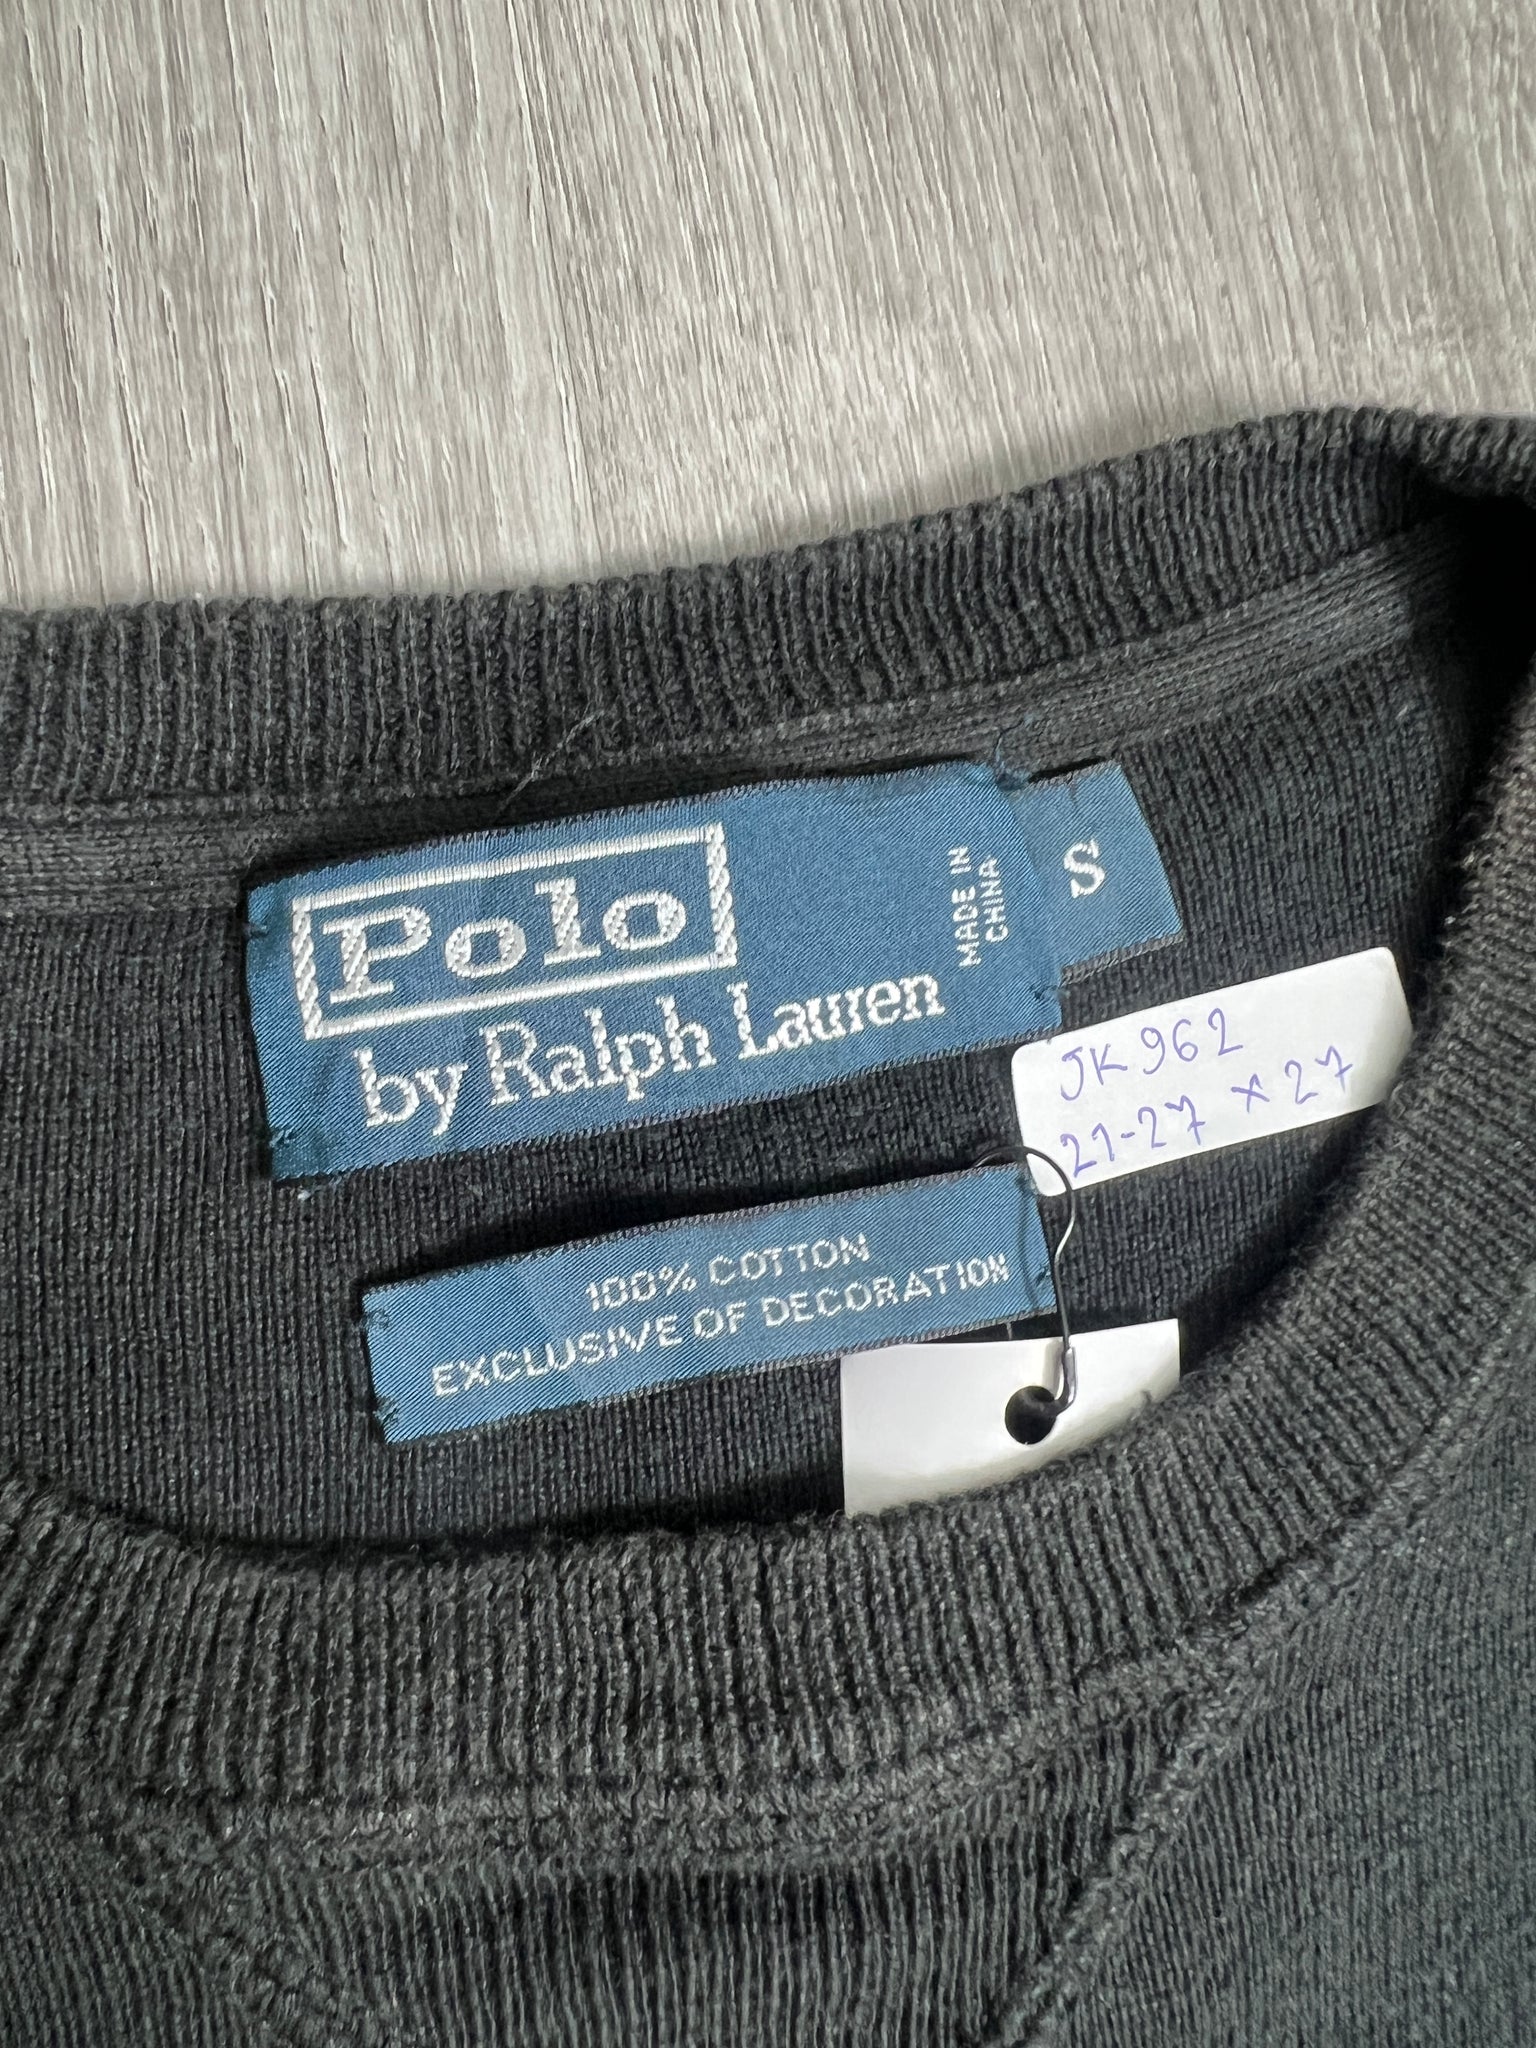 Polo
by Ralph Lauren
MADE IN
CHINA
S
JK962
21-27 x 27
100% COTTON
EXCLUSIVE OF DECORATION